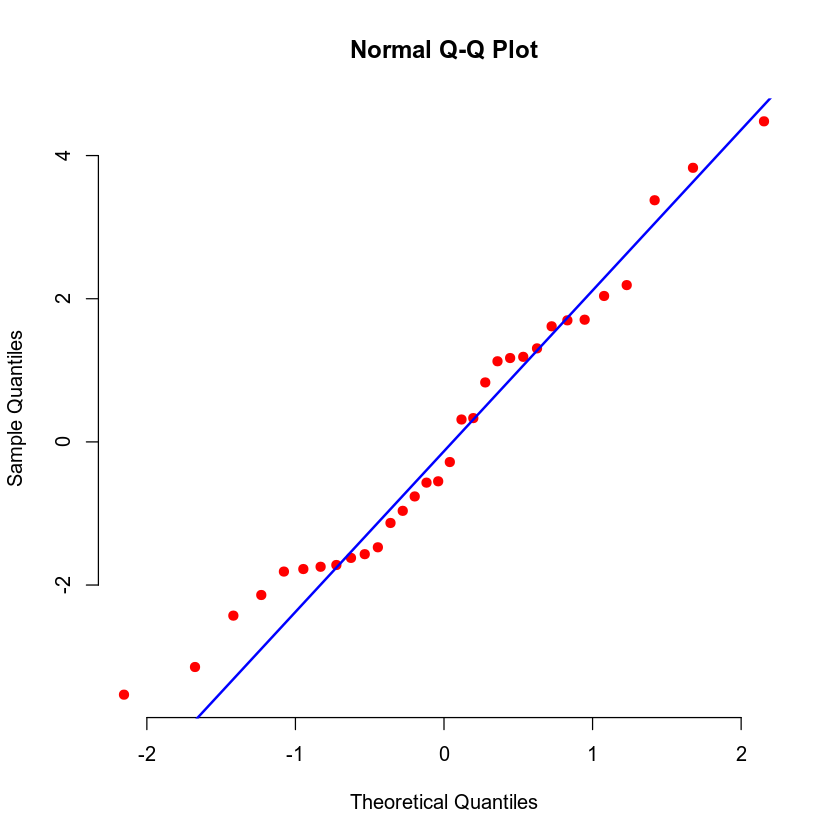 Normal Q-Q Plot
Sample Quantiles
4
2
0
-2
-2 -1 0 1 2
Theoretical Quantiles